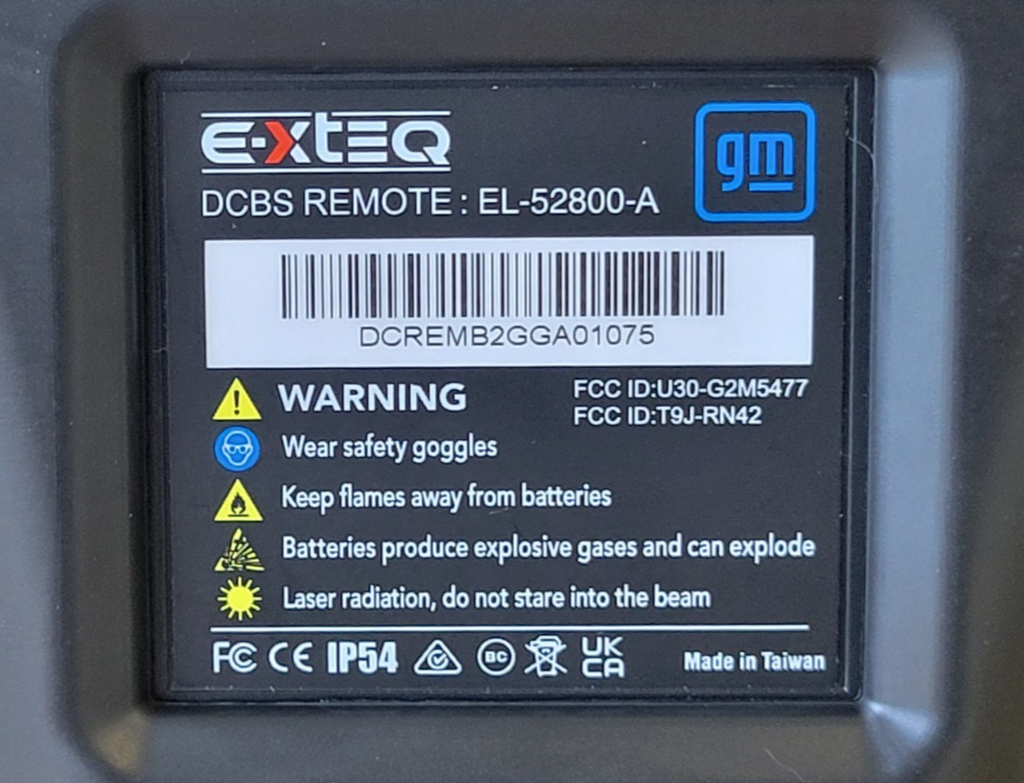 E-XTEQ
gm
DCBS REMOTE : EL-52800-A
DCREMB2GGA01075
WARNING
FCC ID:U30-G2M5477
FCC ID:T9J-RN42
Wear safety goggles
Keep flames away from batteries
Batteries produce explosive gases and can explode
Laser radiation, do not stare into the beam
FC CE IP54 BC UK CA Made in Taiwan